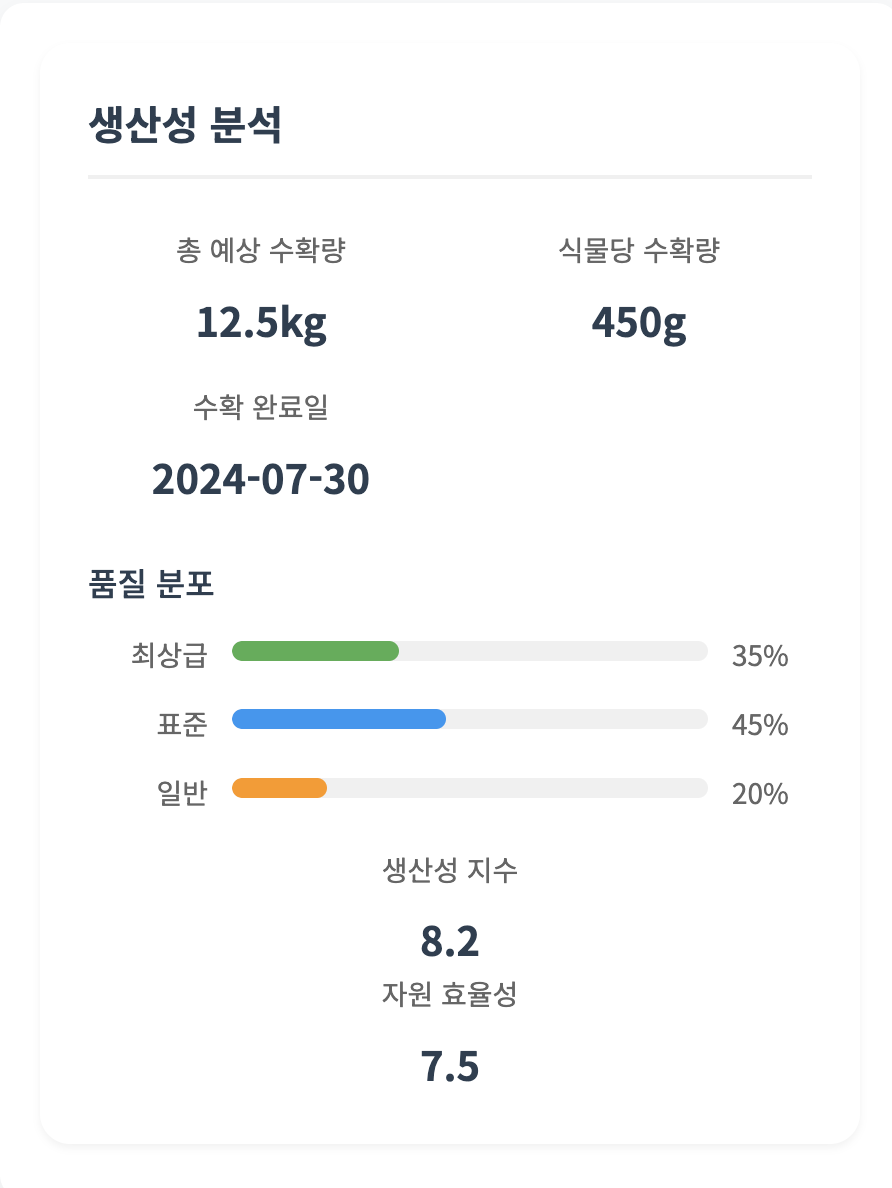 생산성 분석
총 예상 수확량
12.5kg
식물당 수확량
450g
수확 완료일
2024-07-30
품질 분포
최상급 35%
표준 45%
일반 20%
생산성 지수
8.2
자원 효율성
7.5